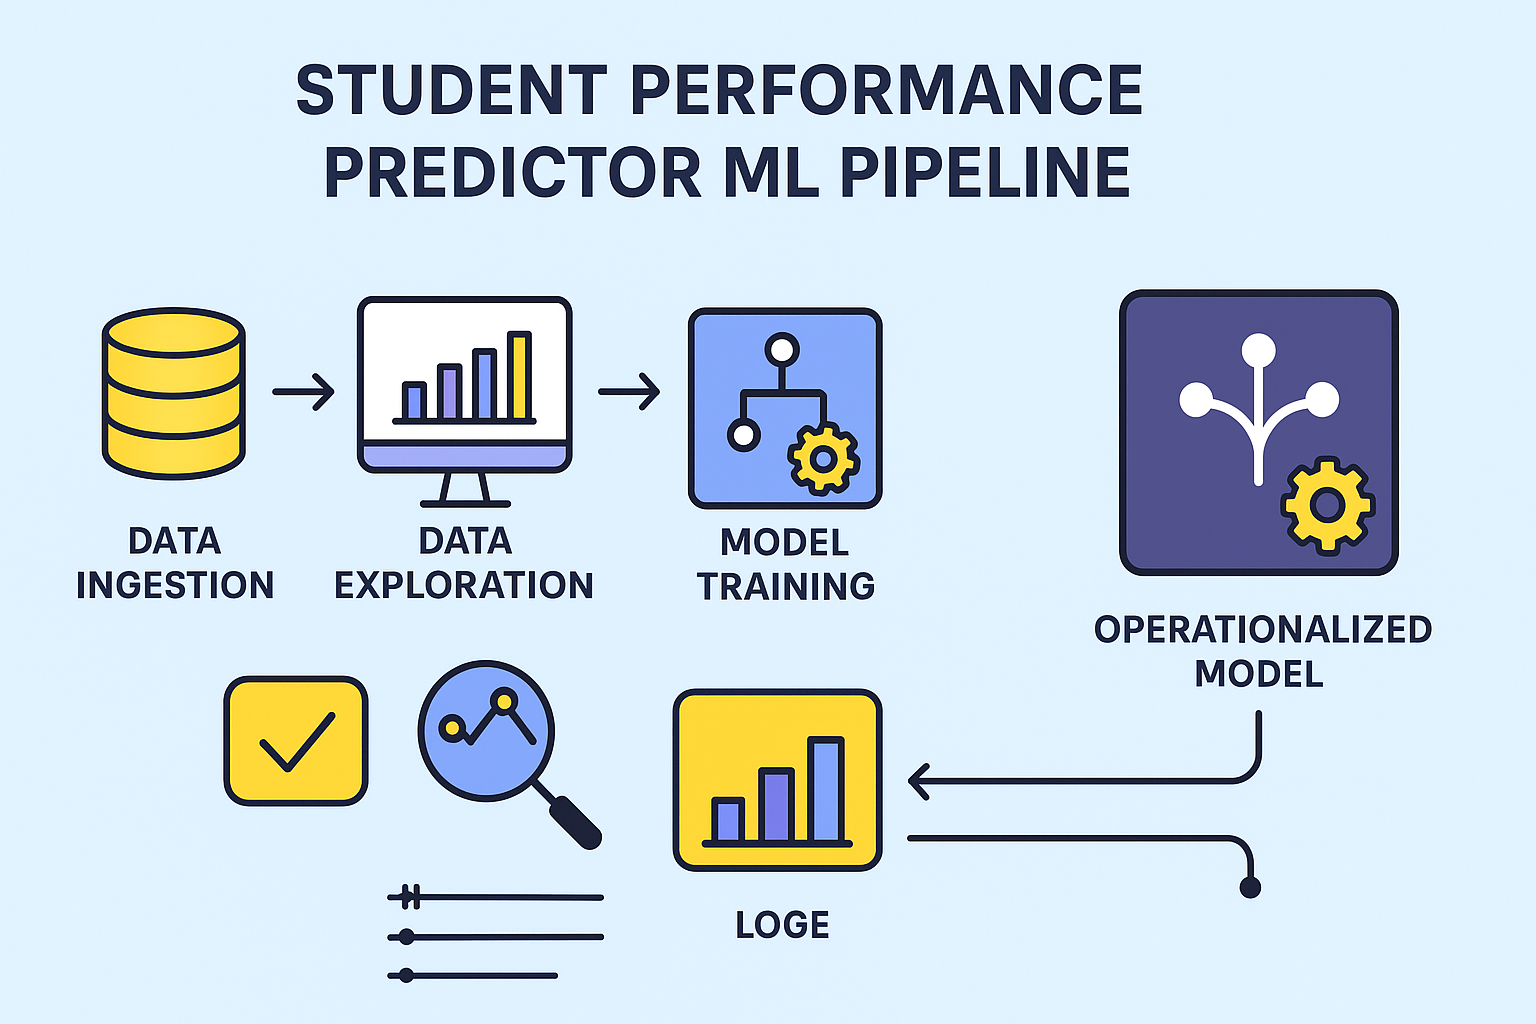 STUDENT PERFORMANCE
PREDICTOR ML PIPELINE
DATA
INGESTION
DATA
EXPLORATION
MODEL
TRAINING
OPERATIONALIZED
MODEL
LOGE